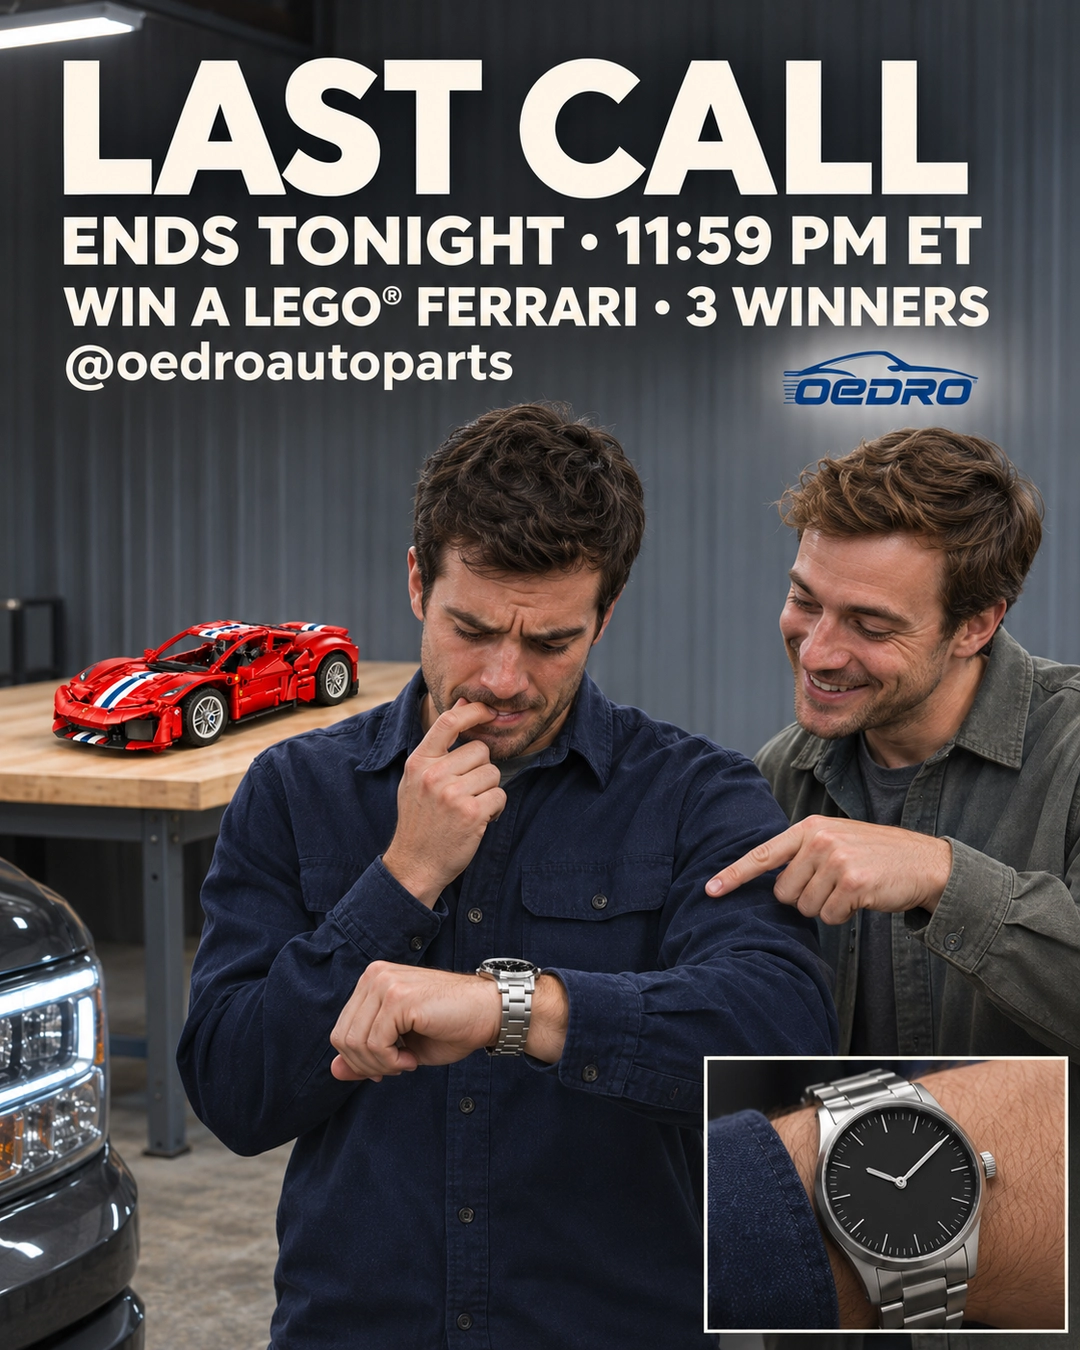 LAST CALL
ENDS TONIGHT • 11:59 PM ET
WIN A LEGO® FERRARI • 3 WINNERS
@oedroautoparts
OEDRO